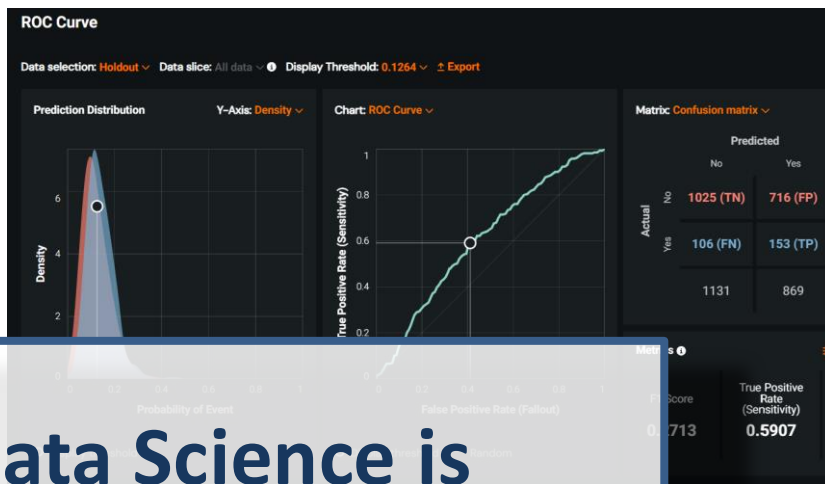 ROC Curve
Data selection: Holdout Data slice: All data Display Threshold: 0.1264 Export
Prediction Distribution Y-Axis: Density
Chart: ROC Curve
Matrix: Confusion matrix
6
4
2
0
Density
0 0.2 0.4 0.6 0.8 1
Probability of Event
1
0.8
0.6
0.4
0.2
0
True Positive Rate (Sensitivity)
0 0.2 0.4 0.6 0.8 1
False Positive Rate (Fallout)
Predicted
No Yes
Actual
No 1025 (TN) 716 (FP)
Yes 106 (FN) 153 (TP)
1131 869
Metrics
Score
True Positive
Rate
(Sensitivity)
0.5907
ata Science is